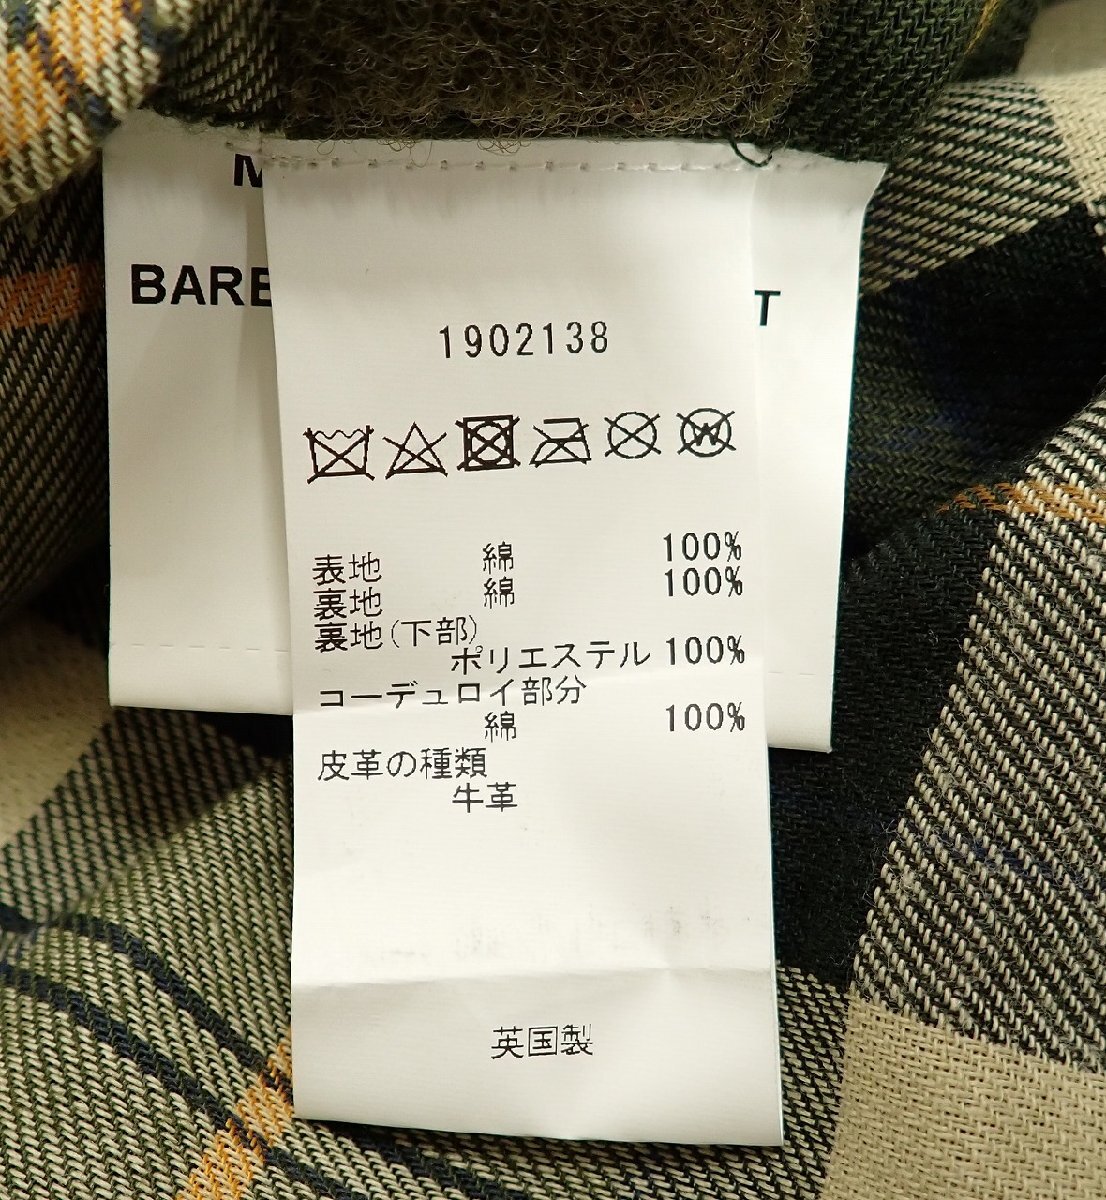 1902138
表地 綿 100%
裏地 綿 100%
裏地(下部)
ポリエステル 100%
コーデュロイ部分
綿 100%
皮革の種類
牛革
英国製